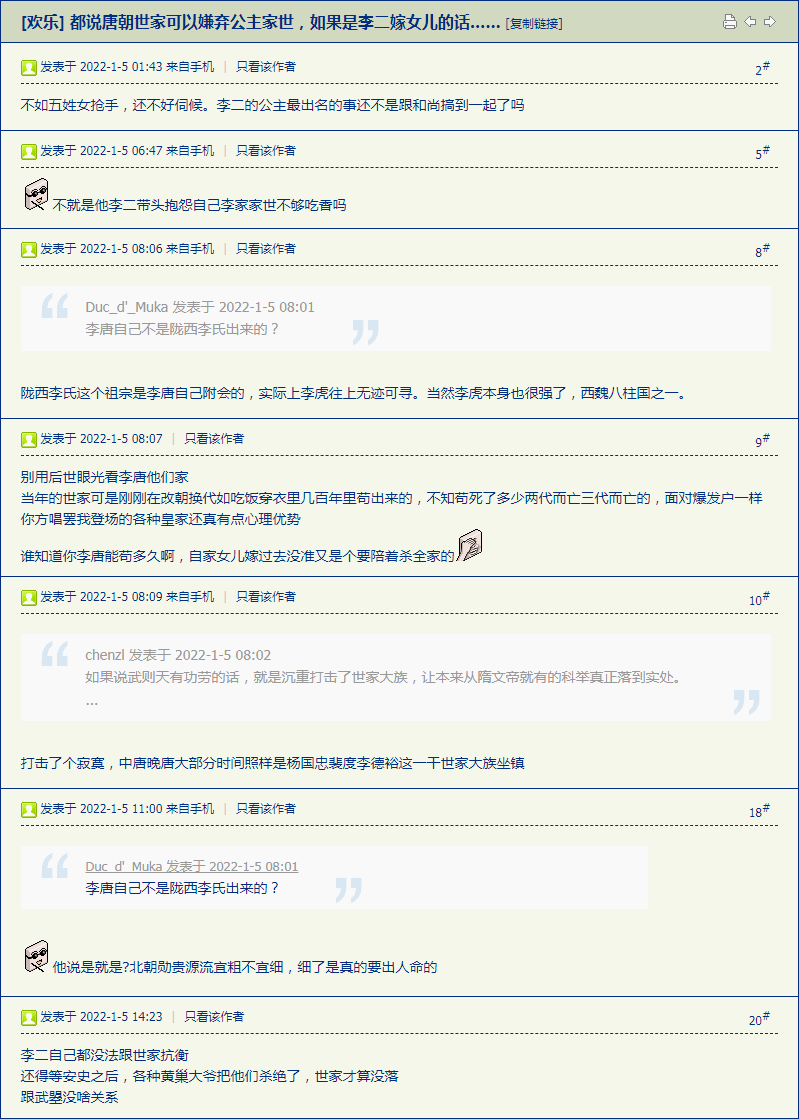 [欢乐] 都说唐朝世家可以嫌弃公主家世，如果是李二嫁女儿的话...... [复制链接]
发表于 2022-1-5 01:43 来自手机 | 只看该作者 2#
不如五姓女抢手，还不好伺候。李二的公主最出名的事还不是跟和尚搞到一起了吗
发表于 2022-1-5 06:47 来自手机 | 只看该作者 5#
不就是他李二带头抱怨自己李家家世不够吃香吗
发表于 2022-1-5 08:06 来自手机 | 只看该作者 8#
Duc_d'_Muka 发表于 2022-1-5 08:01
李唐自己不是陇西李氏出来的？
陇西李氏这个祖宗是李唐自己附会的，实际上李虎往上无迹可寻。当然李虎本身也很强了，西魏八柱国之一。
发表于 2022-1-5 08:07 | 只看该作者 9#
别用后世眼光看李唐他们家
当年的世家可是刚刚在改朝换代如吃饭穿衣里几百年里苟出来的，不知苟死了多少两代而亡三代而亡的，面对爆发户一样
你方唱罢我登场的各种皇家还真有点心理优势
谁知道你李唐能苟多久啊，自家女儿嫁过去没准又是个要陪着杀全家的
发表于 2022-1-5 08:09 来自手机 | 只看该作者 10#
chenzl 发表于 2022-1-5 08:02
如果说武则天有功劳的话，就是沉重打击了世家大族，让本来从隋文帝就有的科举真正落到实处。
...
打击了个寂寞，中唐晚唐大部分时间照样是杨国忠裴度李德裕这一干世家大族坐镇
发表于 2022-1-5 11:00 来自手机 | 只看该作者 18#
Duc_d'_Muka 发表于 2022-1-5 08:01
李唐自己不是陇西李氏出来的？
他说是就是?北朝勋贵源流宜粗不宜细，细了是真的要出人命的
发表于 2022-1-5 14:23 | 只看该作者 20#
李二自己都没法跟世家抗衡
还得等安史之后，各种黄巢大爷把他们杀绝了，世家才算没落
跟武曌没啥关系